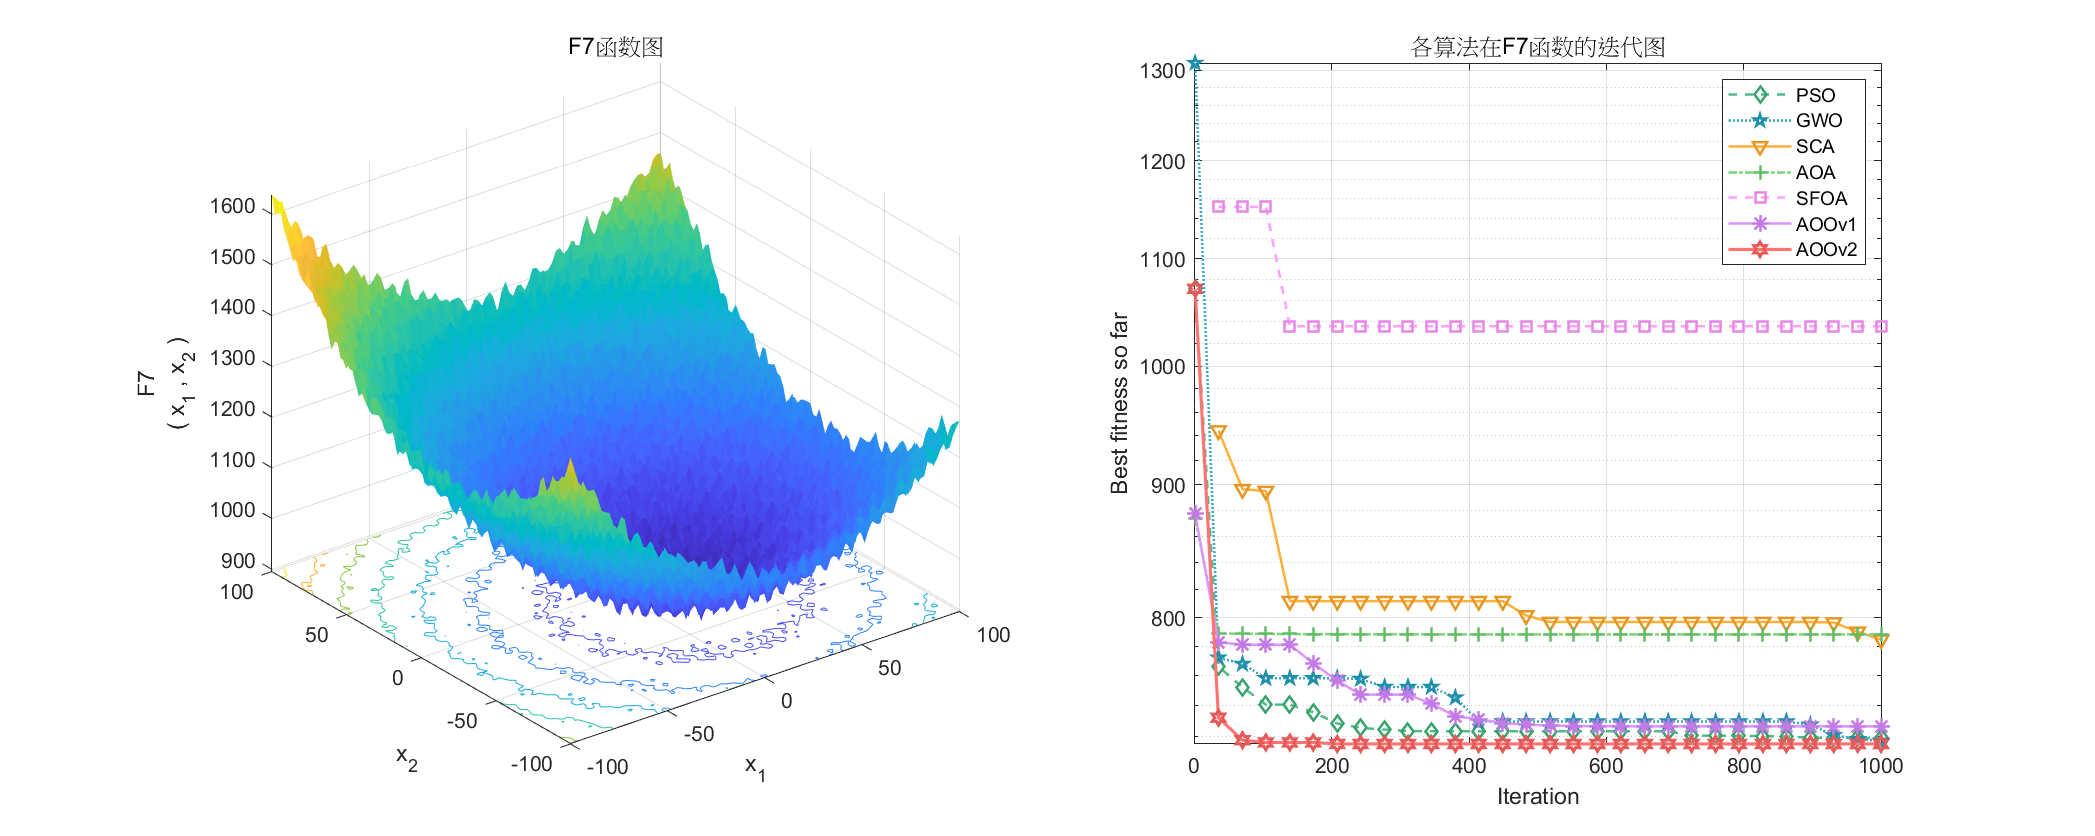 F7函数图
1600
1500
1400
1300
1200
1100
1000
900
F7
( x1 , x2 )
100
50
0
-50
-100
x2
-100
-50
0
50
100
x1
各算法在F7函数的迭代图
1300
1200
1100
1000
900
800
Best fitness so far
PSO
GWO
SCA
AOA
SFOA
AOOv1
AOOv2
0
200
400
600
800
1000
Iteration